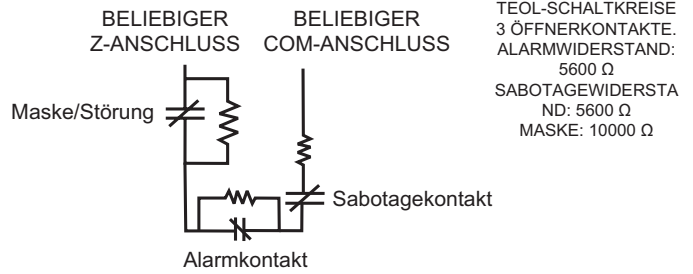 BELIEBIGER
Z-ANSCHLUSS
BELIEBIGER
COM-ANSCHLUSS
TEOL-SCHALTKREISE
3 ÖFFNERKONTAKTE.
ALARMWIDERSTAND:
5600 Ω
SABOTAGEWIDERSTA
ND: 5600 Ω
MASKE: 10000 Ω
Maske/Störung
Sabotagekontakt
Alarmkontakt